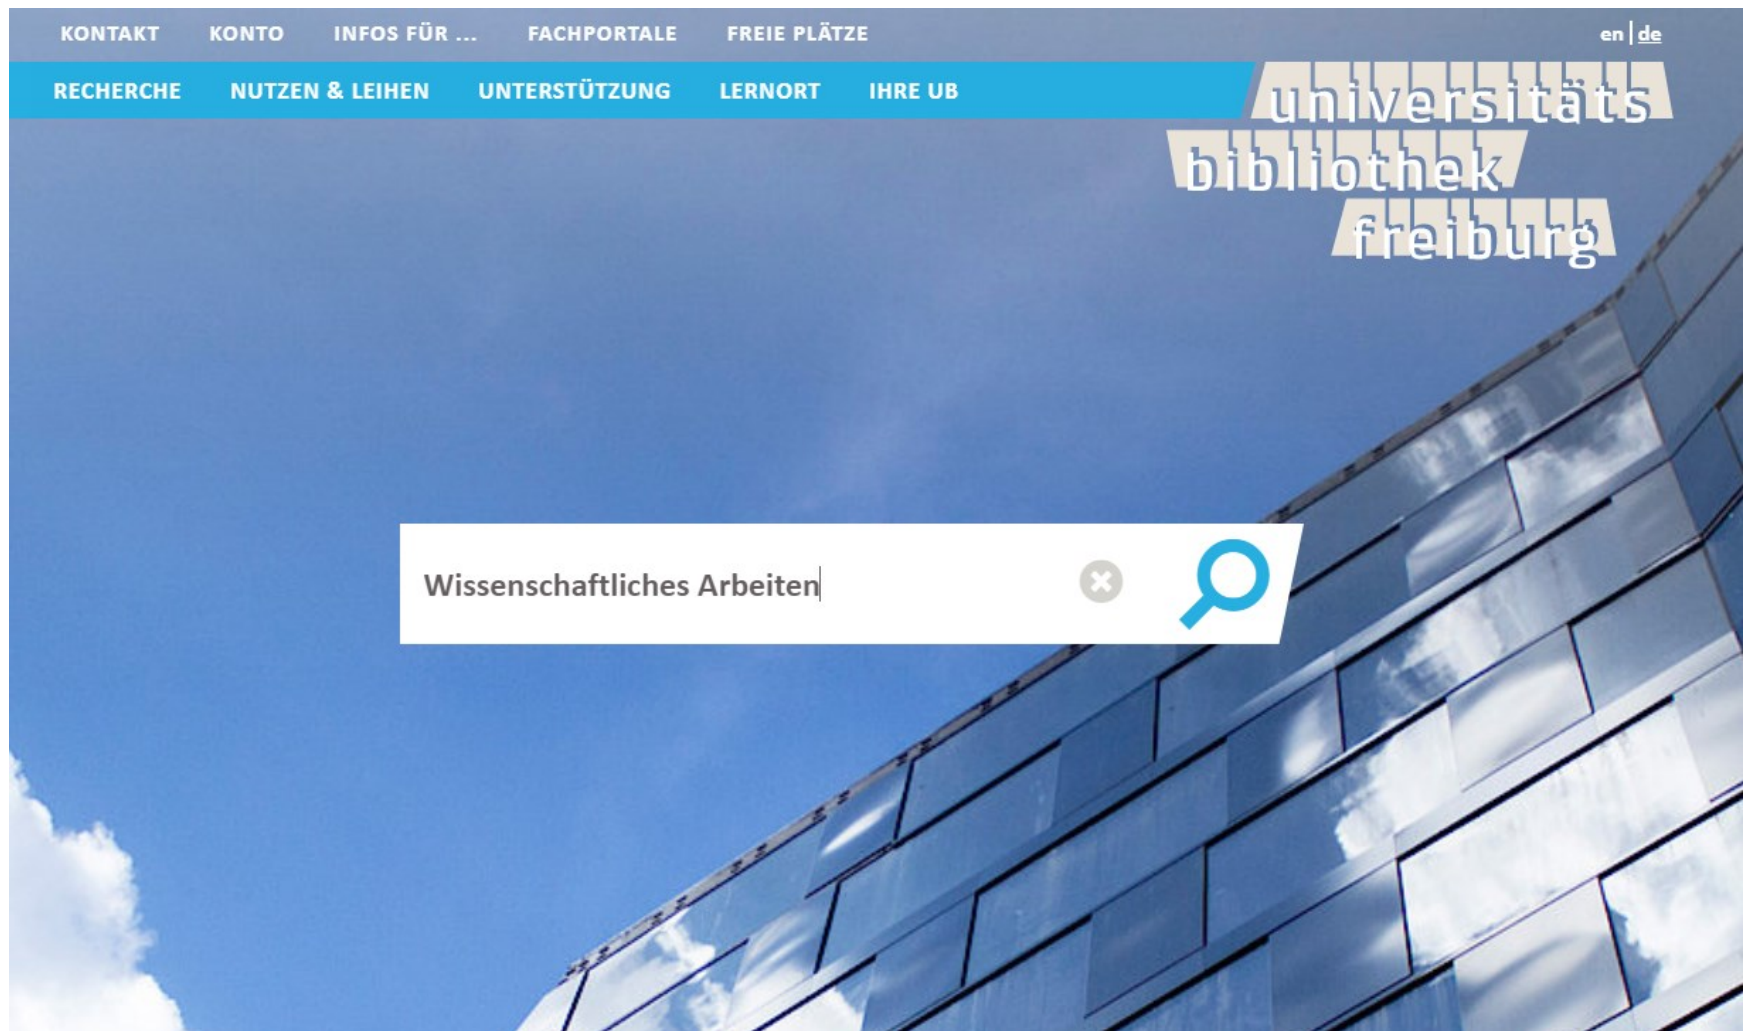 KONTAKT KONTO INFOS FÜR ... FACHPORTALE FREIE PLÄTZE en | de
RECHERCHE NUTZEN & LEIHEN UNTERSTÜTZUNG LERNORT IHRE UB
universitäts
bibliothek
freiburg
Wissenschaftliches Arbeiten